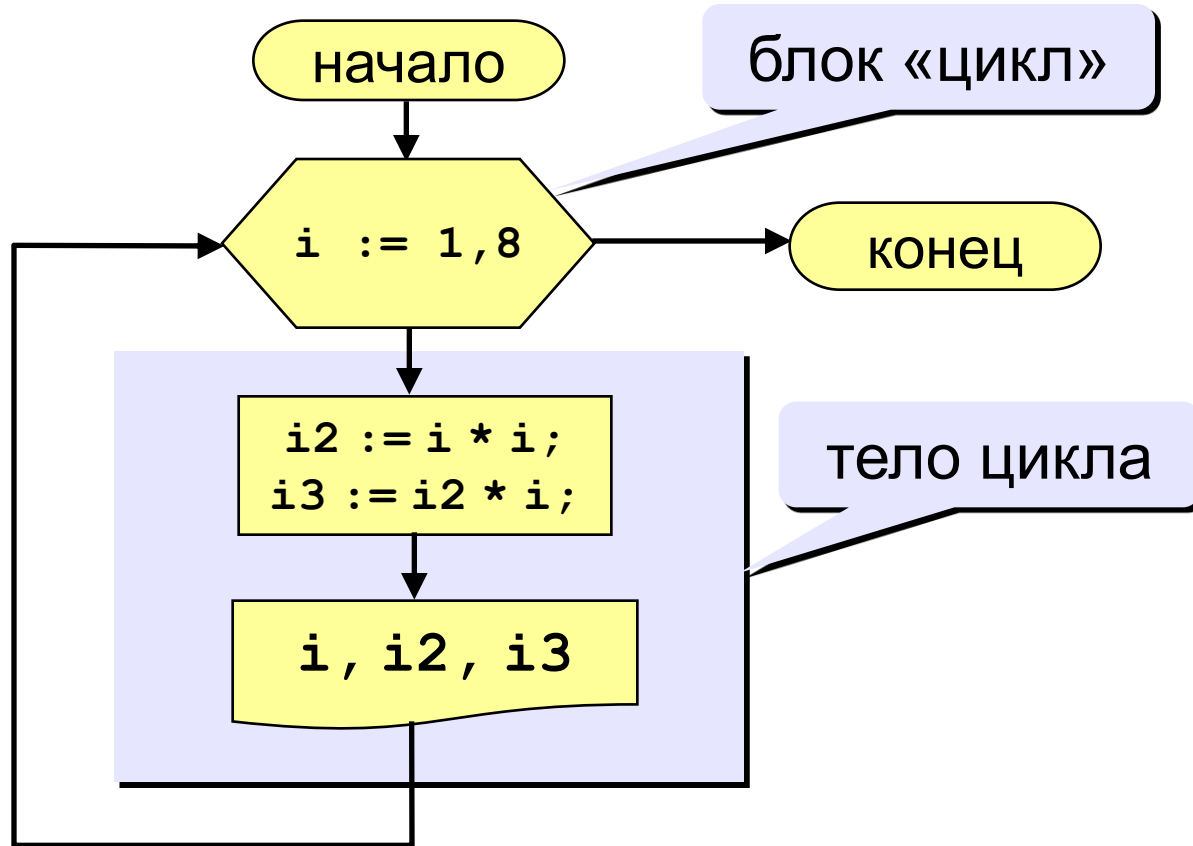 начало
блок «цикл»
i := 1,8
конец
i2 := i * i;
i3 := i2 * i;
тело цикла
i, i2, i3